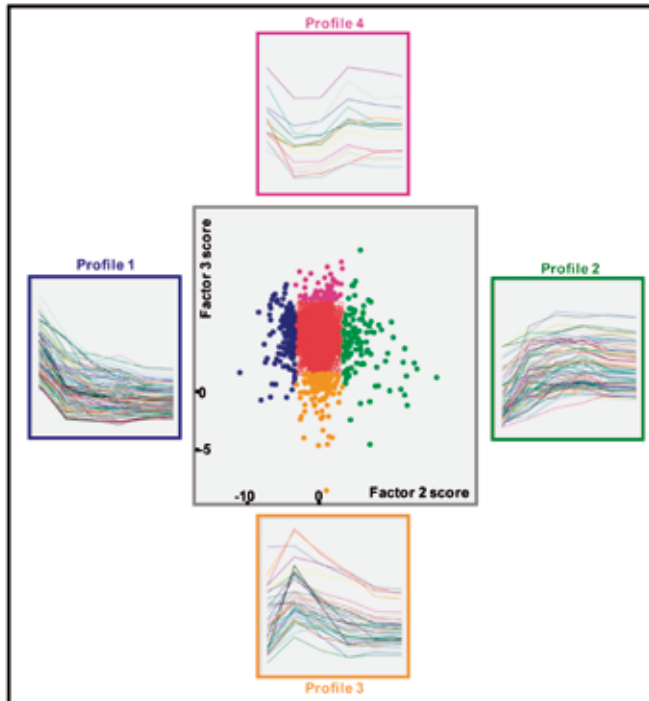 Profile 4
Profile 1
Factor 3 score
Profile 2
0
-5
-10
0
Factor 2 score
Profile 3